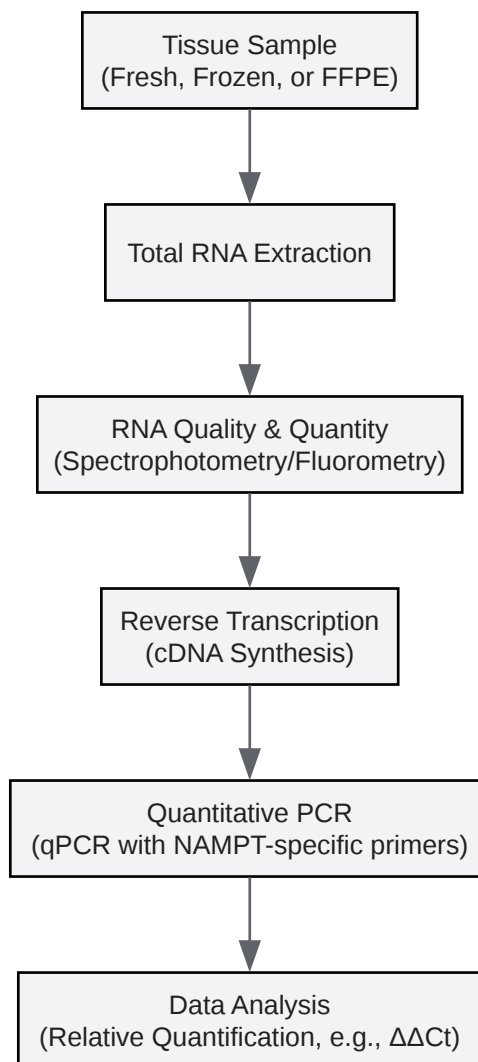 Tissue Sample
(Fresh, Frozen, or FFPE)
Total RNA Extraction
RNA Quality & Quantity
(Spectrophotometry/Fluorometry)
Reverse Transcription
(cDNA Synthesis)
Quantitative PCR
(qPCR with NAMPT-specific primers)
Data Analysis
(Relative Quantification, e.g., ΔΔCt)